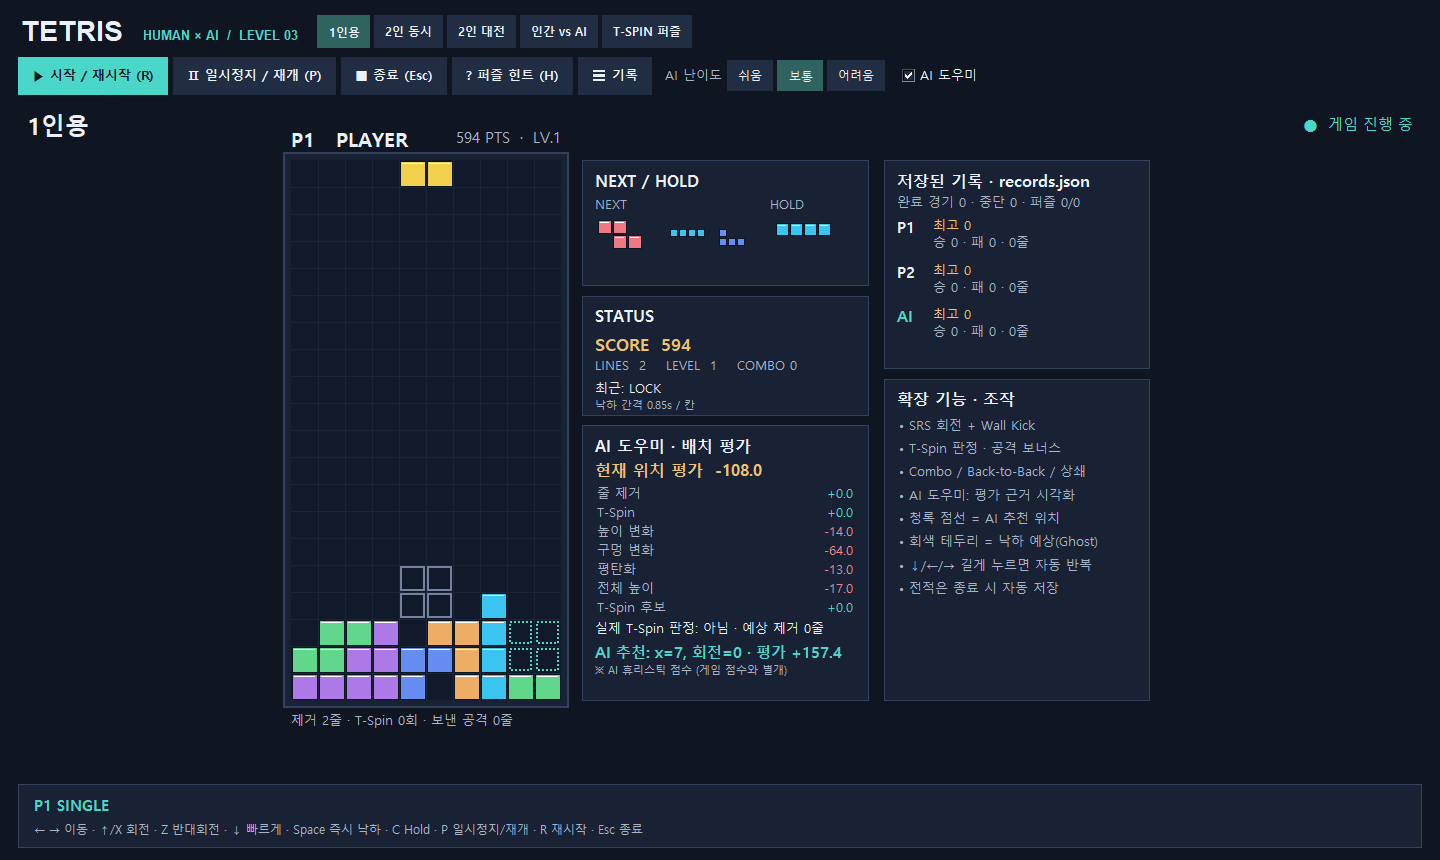 TETRIS HUMAN × AI / LEVEL 03 1인용 2인 동시 2인 대전 인간 vs AI T-SPIN 퍼즐
▶ 시작 / 재시작 (R) II 일시정지 / 재개 (P) ■ 종료 (Esc) ? 퍼즐 힌트 (H) ☰ 기록 AI 난이도 쉬움 보통 어려움 AI 도우미
1인용
● 게임 진행 중
P1 PLAYER 594 PTS · LV.1
제거 2줄 · T-Spin 0회 · 보낸 공격 0줄
NEXT / HOLD
NEXT HOLD
STATUS
SCORE 594
LINES 2 LEVEL 1 COMBO 0
최근: LOCK
낙하 간격 0.85s / 칸
AI 도우미 · 배치 평가
현재 위치 평가 -108.0
줄 제거 +0.0
T-Spin +0.0
높이 변화 -14.0
구멍 변화 -64.0
평탄화 -13.0
전체 높이 -17.0
T-Spin 후보 +0.0
실제 T-Spin 판정: 아님 · 예상 제거 0줄
AI 추천: x=7, 회전=0 · 평가 +157.4
※ AI 휴리스틱 점수 (게임 점수와 별개)
저장된 기록 · records.json
완료 경기 0 · 중단 0 · 퍼즐 0/0
P1 최고 0
승 0 · 패 0 · 0줄
P2 최고 0
승 0 · 패 0 · 0줄
AI 최고 0
승 0 · 패 0 · 0줄
확장 기능 · 조작
• SRS 회전 + Wall Kick
• T-Spin 판정 · 공격 보너스
• Combo / Back-to-Back / 상쇄
• AI 도우미: 평가 근거 시각화
• 청록 점선 = AI 추천 위치
• 회색 테두리 = 낙하 예상(Ghost)
• ↓/←/→ 길게 누르면 자동 반복
• 전적은 종료 시 자동 저장
P1 SINGLE
← → 이동 · ↑/X 회전 · Z 반대회전 · ↓ 빠르게 · Space 즉시 낙하 · C Hold · P 일시정지/재개 · R 재시작 · Esc 종료